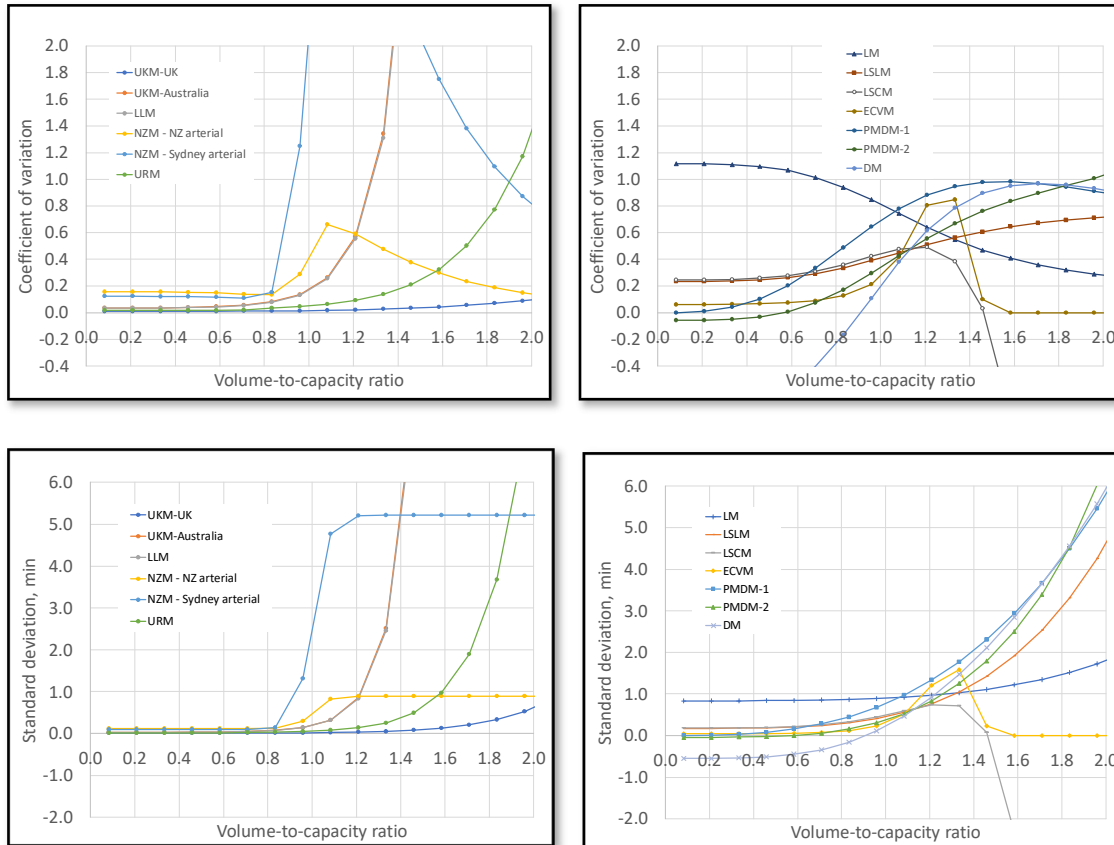 2.0
1.8
1.6
1.4
1.2
1.0
0.8
0.6
0.4
0.2
0.0
-0.2
-0.4
Coefficient of variation
UKM-UK
UKM-Australia
LLM
NZM - NZ arterial
NZM - Sydney arterial
URM
0.0 0.2 0.4 0.6 0.8 1.0 1.2 1.4 1.6 1.8 2.0
Volume-to-capacity ratio
2.0
1.8
1.6
1.4
1.2
1.0
0.8
0.6
0.4
0.2
0.0
-0.2
-0.4
Coefficient of variation
LM
LSLM
LSCM
ECVM
PMDM-1
PMDM-2
DM
0.0 0.2 0.4 0.6 0.8 1.0 1.2 1.4 1.6 1.8 2.0
Volume-to-capacity ratio
6.0
5.0
4.0
3.0
2.0
1.0
0.0
-1.0
-2.0
Standard deviation, min
UKM-UK
UKM-Australia
LLM
NZM - NZ arterial
NZM - Sydney arterial
URM
0.0 0.2 0.4 0.6 0.8 1.0 1.2 1.4 1.6 1.8 2.0
Volume-to-capacity ratio
6.0
5.0
4.0
3.0
2.0
1.0
0.0
-1.0
-2.0
Standard deviation, min
LM
LSLM
LSCM
ECVM
PMDM-1
PMDM-2
DM
0.0 0.2 0.4 0.6 0.8 1.0 1.2 1.4 1.6 1.8 2.0
Volume-to-capacity ratio